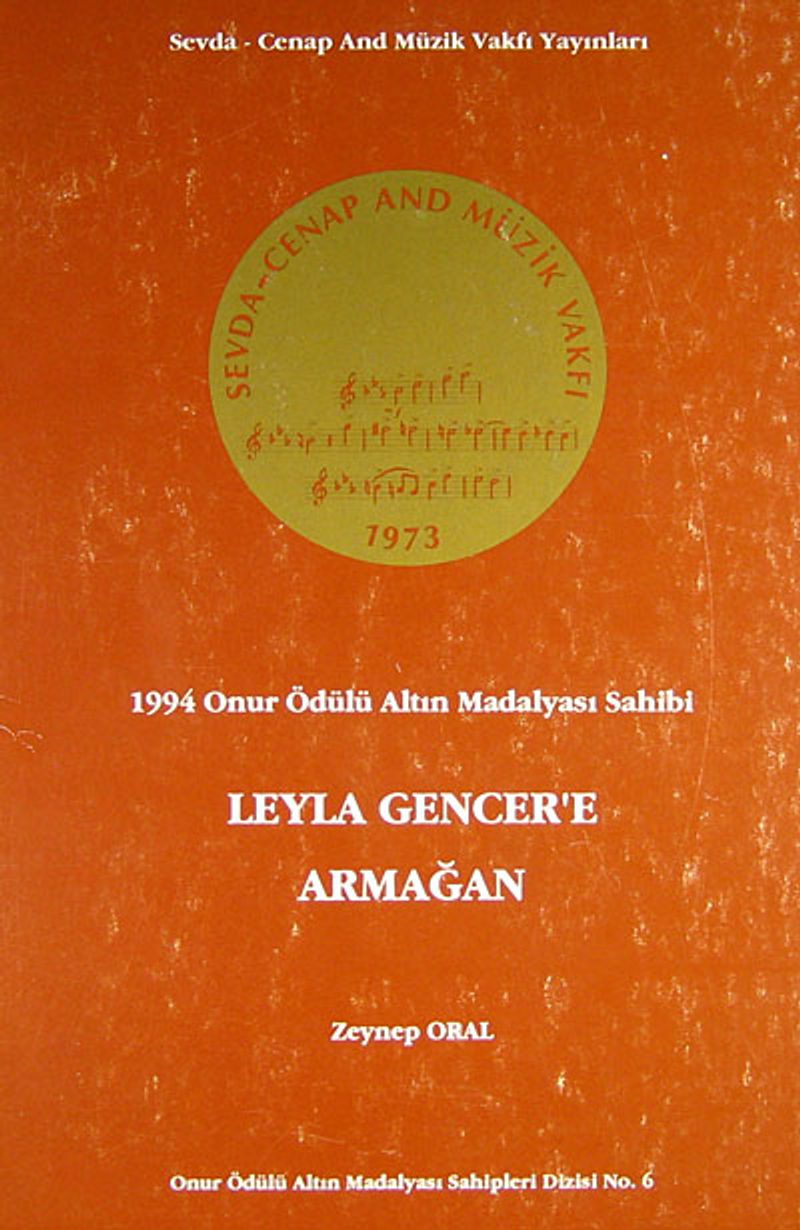 Sevda - Cenap And Müzik Vakfı Yayınları
SEVDA-CENAP AND MÜZİK VAKFI
1973
1994 Onur Ödülü Altın Madalyası Sahibi
LEYLA GENCER'E
ARMAĞAN
Zeynep ORAL
Onur Ödülü Altın Madalyası Sahipleri Dizisi No. 6